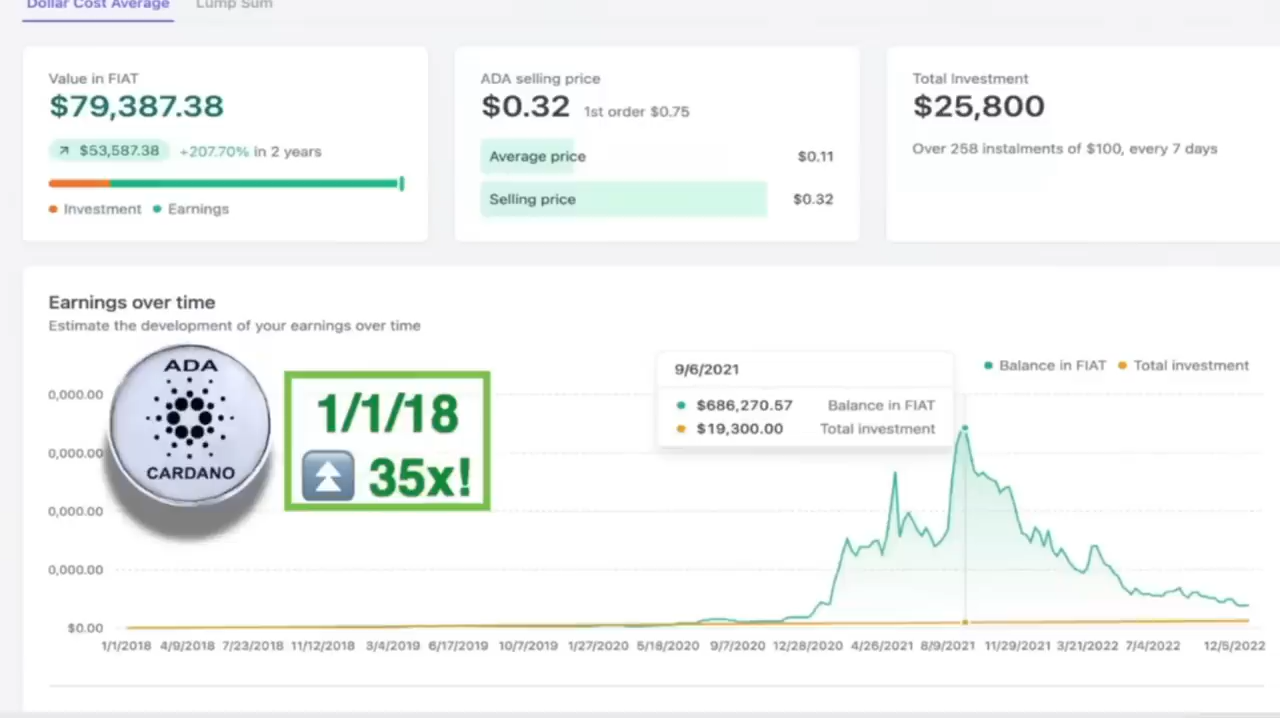 Dollar Cost Average Lump Sum
Value in FIAT
$79,387.38
$53,587.38 +207.70% in 2 years
Investment Earnings
ADA selling price
$0.32 1st order $0.75
Average price $0.11
Selling price $0.32
Total Investment
$25,800
Over 258 instalments of $100, every 7 days
Earnings over time
Estimate the development of your earnings over time
Balance in FIAT Total investment
9/6/2021
$686,270.57 Balance in FIAT
$19,300.00 Total investment
ADA
CARDANO
1/1/18
35x!
0,000.00
0,000.00
0,000.00
0,000.00
$0.00
1/1/2018 4/9/2018 7/23/2018 11/12/2018 3/4/2019 6/17/2019 10/7/2019 1/27/2020 5/18/2020 9/7/2020 12/28/2020 4/26/2021 8/9/2021 11/29/2021 3/21/2022 7/4/2022 12/5/2022